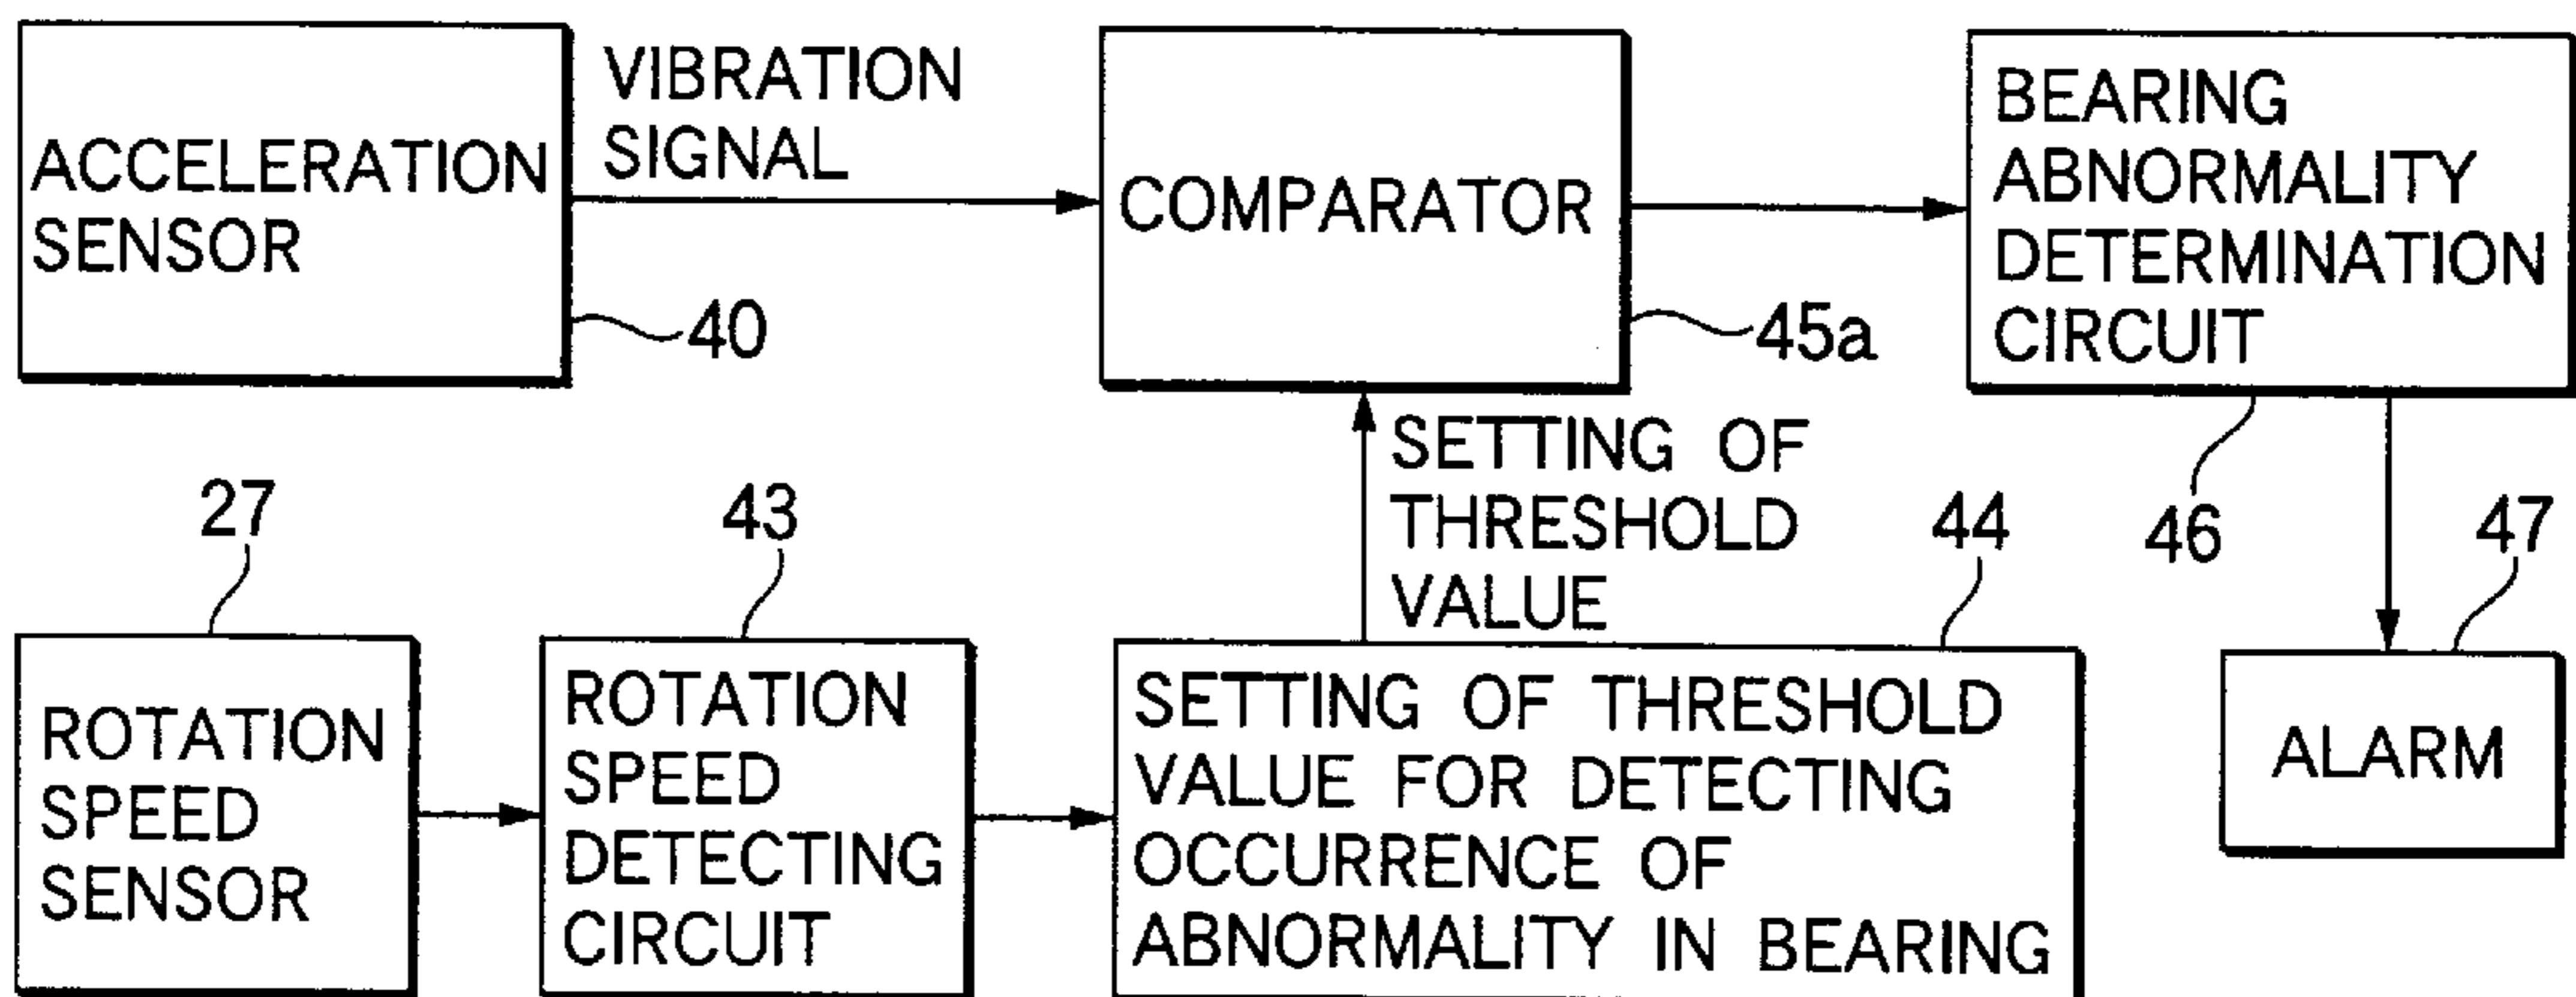 ACCELERATION
SENSOR
40
VIBRATION
SIGNAL
COMPARATOR
45a
BEARING
ABNORMALITY
DETERMINATION
CIRCUIT
46
SETTING OF
THRESHOLD
VALUE
27
ROTATION
SPEED
SENSOR
43
ROTATION
SPEED
DETECTING
CIRCUIT
44
SETTING OF THRESHOLD
VALUE FOR DETECTING
OCCURRENCE OF
ABNORMALITY IN BEARING
47
ALARM